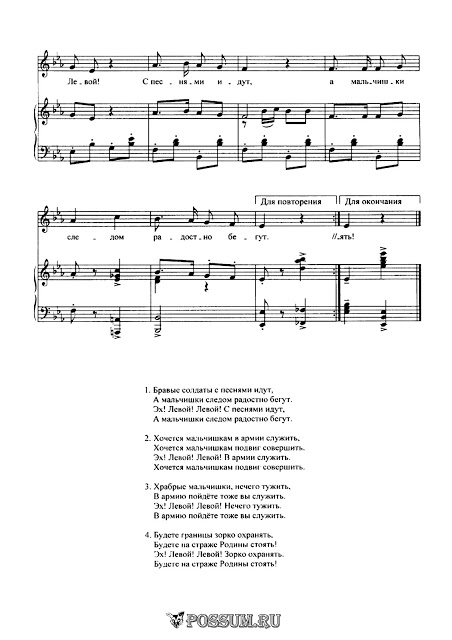 Ле. вой! С пес . ня. ми и дут, а маль. чиш. ки
Для повторения Для окончания
сле . дом ра . дост. но бе . гут. //.ять!
1. Бравые солдаты с песнями идут,
А мальчишки следом радостно бегут.
Эх! Левой! Левой! С песнями идут,
А мальчишки следом радостно бегут.
2. Хочется мальчишкам в армии служить,
Хочется мальчишкам подвиг совершить.
Эх! Левой! Левой! В армии служить.
Хочется мальчишкам подвиг совершить.
3. Храбрые мальчишки, нечего тужить,
В армию пойдёте тоже вы служить.
Эх! Левой! Левой! Нечего тужить.
В армию пойдёте тоже вы служить.
4. Будете границы зорко охранять,
Будете на страже Родины стоять!
Эх! Левой! Левой! Зорко охранять.
Будете на страже Родины стоять!
POSSUM.RU